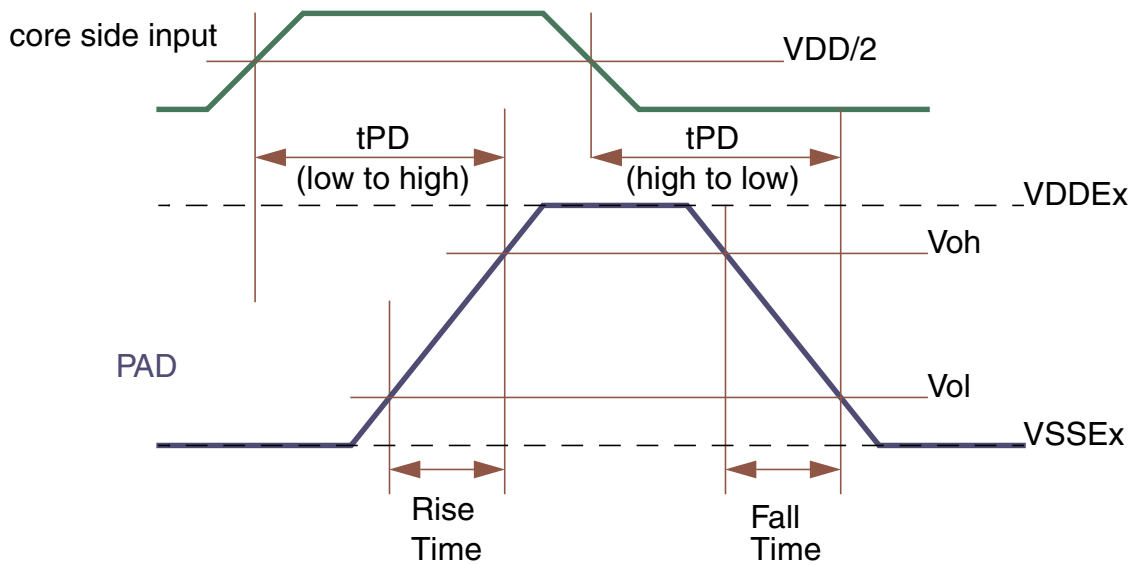 core side input
VDD/2
tPD
(low to high)
tPD
(high to low)
VDDEx
Voh
PAD
Vol
VSSEx
Rise
Time
Fall
Time